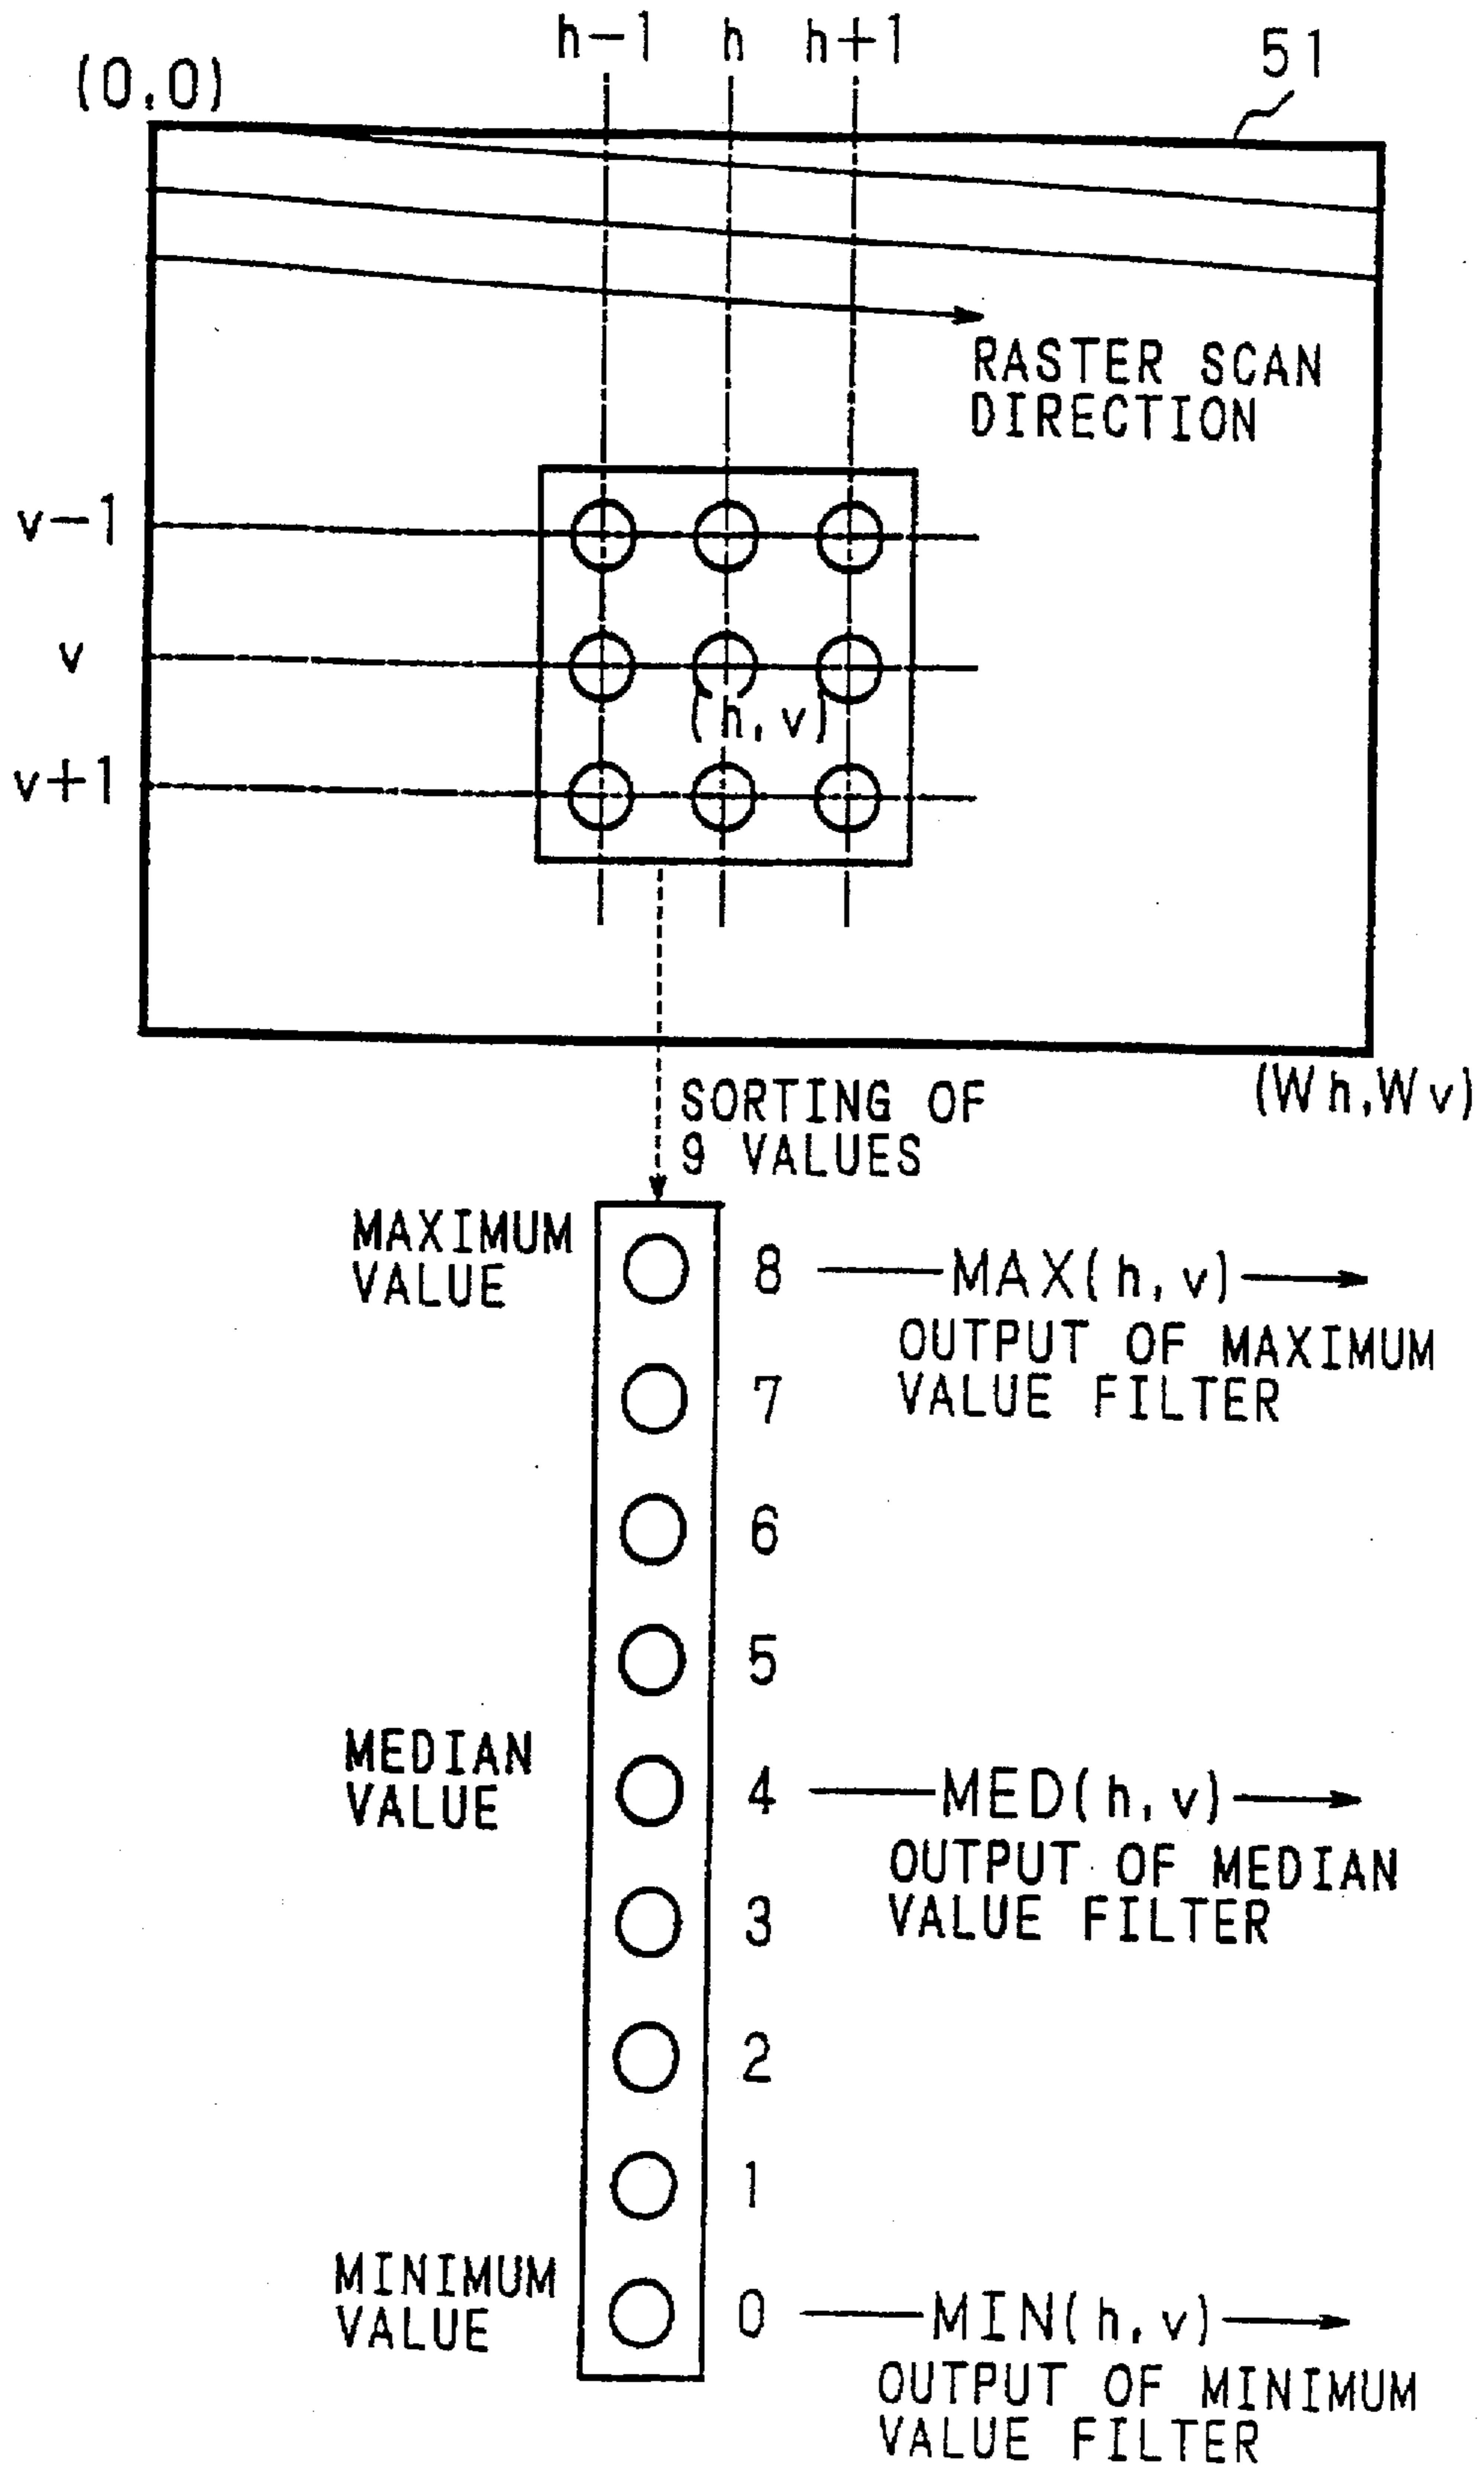 h-1 h h+1
51
(0,0)
RASTER SCAN
DIRECTION
v-1
v
(h,v)
v+1
(Wh,Wv)
SORTING OF
9 VALUES
MAXIMUM
VALUE
8 MAX(h,v)
OUTPUT OF MAXIMUM
VALUE FILTER
7
6
5
MEDIAN
VALUE
4 MED(h,v)
OUTPUT OF MEDIAN
VALUE FILTER
3
2
1
MINIMUM
VALUE
0 MIN(h,v)
OUTPUT OF MINIMUM
VALUE FILTER